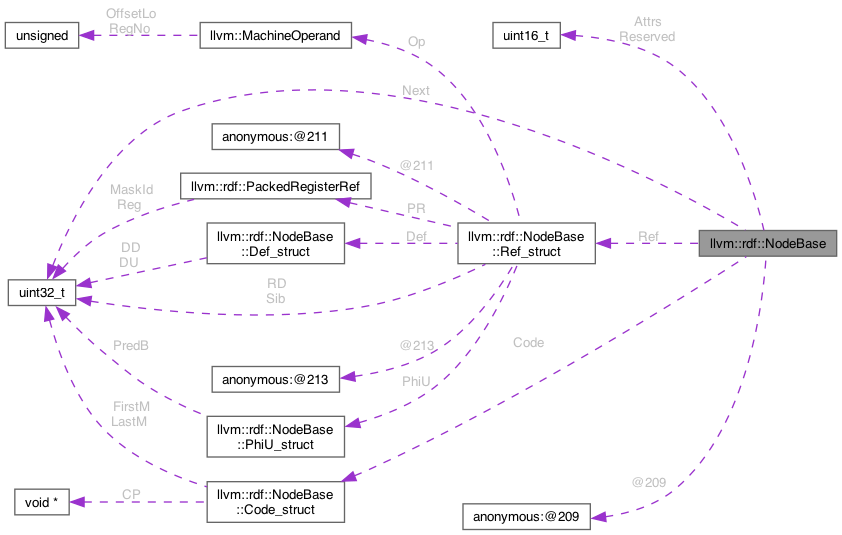 OffsetLo
RegNo
unsigned
llvm::MachineOperand
Op
uint16_t
Attrs
Reserved
Next
anonymous:@211
@211
llvm::rdf::PackedRegisterRef
MaskId
Reg
PR
llvm::rdf::NodeBase
::Def_struct
Def
llvm::rdf::NodeBase
::Ref_struct
Ref
llvm::rdf::NodeBase
DD
DU
uint32_t
RD
Sib
@213
anonymous:@213
PredB
PhiU
Code
llvm::rdf::NodeBase
::PhiU_struct
FirstM
LastM
void *
CP
llvm::rdf::NodeBase
::Code_struct
@209
anonymous:@209